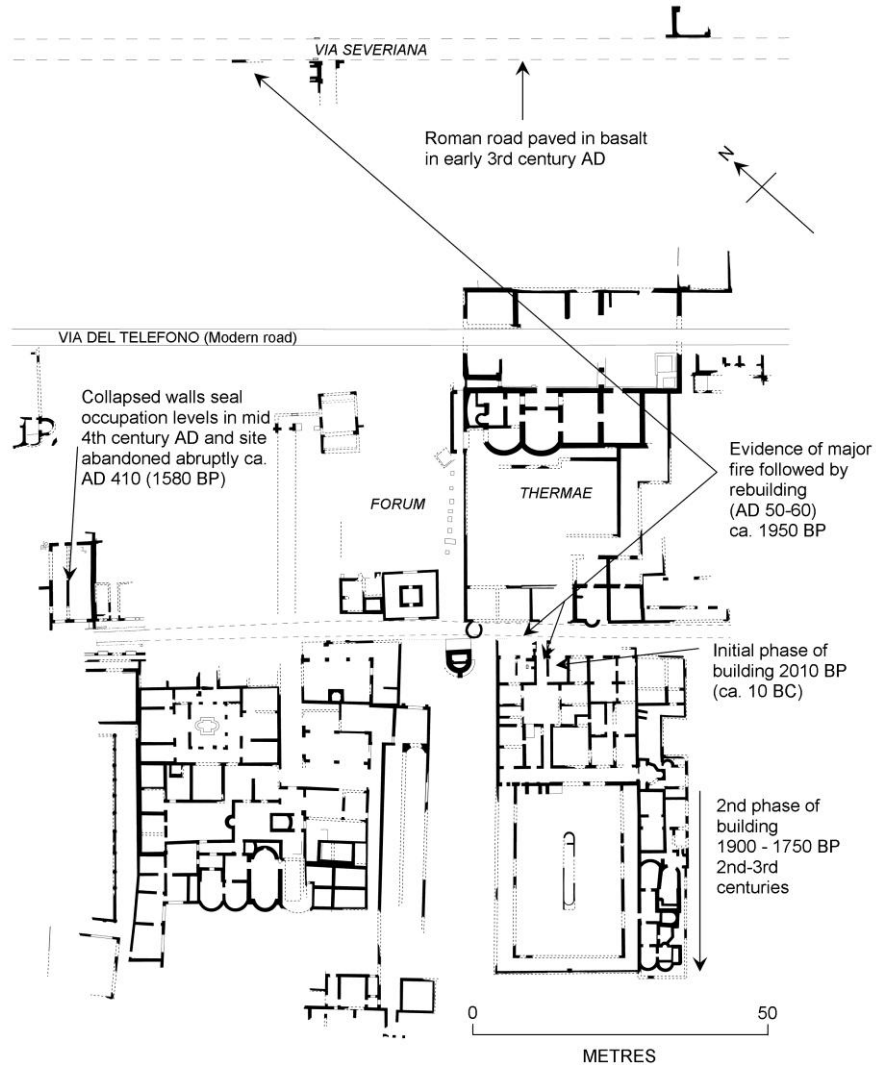 VIA SEVERIANA
Roman road paved in basalt
in early 3rd century AD
N
VIA DEL TELEFONO (Modern road)
Collapsed walls seal
occupation levels in mid
4th century AD and site
abandoned abruptly ca.
AD 410 (1580 BP)
FORUM
THERMAE
Evidence of major
fire followed by
rebuilding
(AD 50-60)
ca. 1950 BP
Initial phase of
building 2010 BP
(ca. 10 BC)
2nd phase of
building
1900 - 1750 BP
2nd-3rd
centuries
0 50
METRES